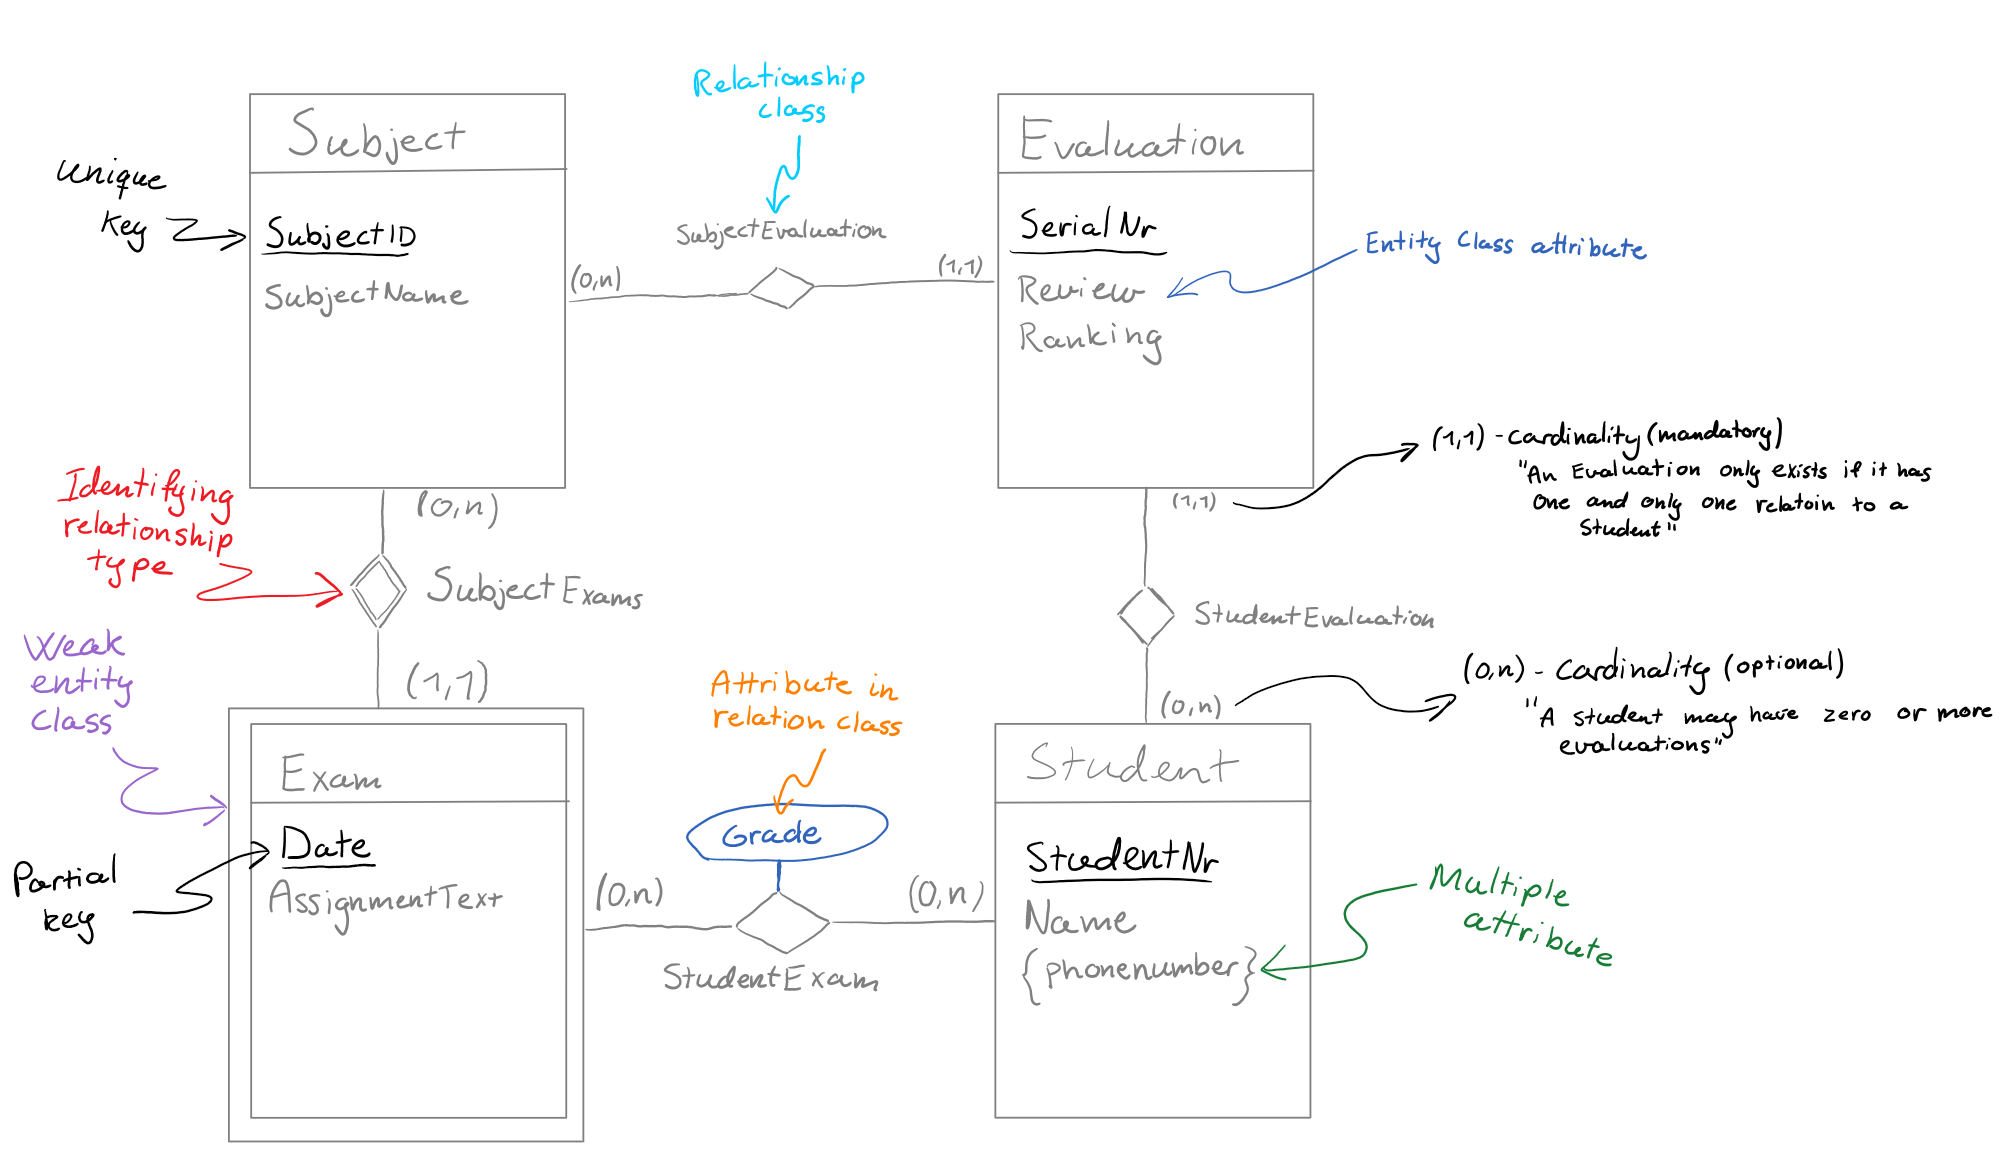 Relationship
class
Subject
Evaluation
Unique
key
SubjectID
SubjectName
SubjectEvaluation
(0,n)
(1,1)
SerialNr
Review
Ranking
Entity Class attribute
(1,1) - Cardinality (mandatory)
"An Evaluation only exists if it has
one and only one relatoin to a
Student"
Identifying
relationship
type
(0,n)
(1,1)
SubjectExams
StudentEvaluation
Weak
entity
class
(1,1)
(0,n)
(0,n) - Cardinality (optional)
"A student may have zero or more
evaluations"
Attribute in
relation class
Exam
Grade
Student
Partial
key
Date
AssignmentText
(0,n)
(0,n)
StudentExam
StudentNr
Name
{phonenumber}
Multiple
attribute